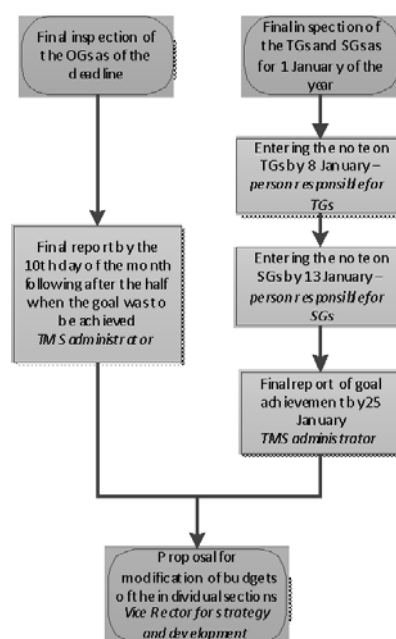 Final inspection of
the OGs as of the
deadline
Final report by the
10th day of the month
following after the half
when the goal was to
be achieved
TMS administrator
Final inspection of
the TGs and SGs as
for 1 January of the
year
Entering the note on
TGs by 8 January –
person responsible for
TGs
Entering the note on
SGs by 13 January –
person responsible for
SGs
Final report of goal
achievement by 25
January
TMS administrator
Proposal for
modification of budgets
of the individual sections
Vice Rector for strategy
and development